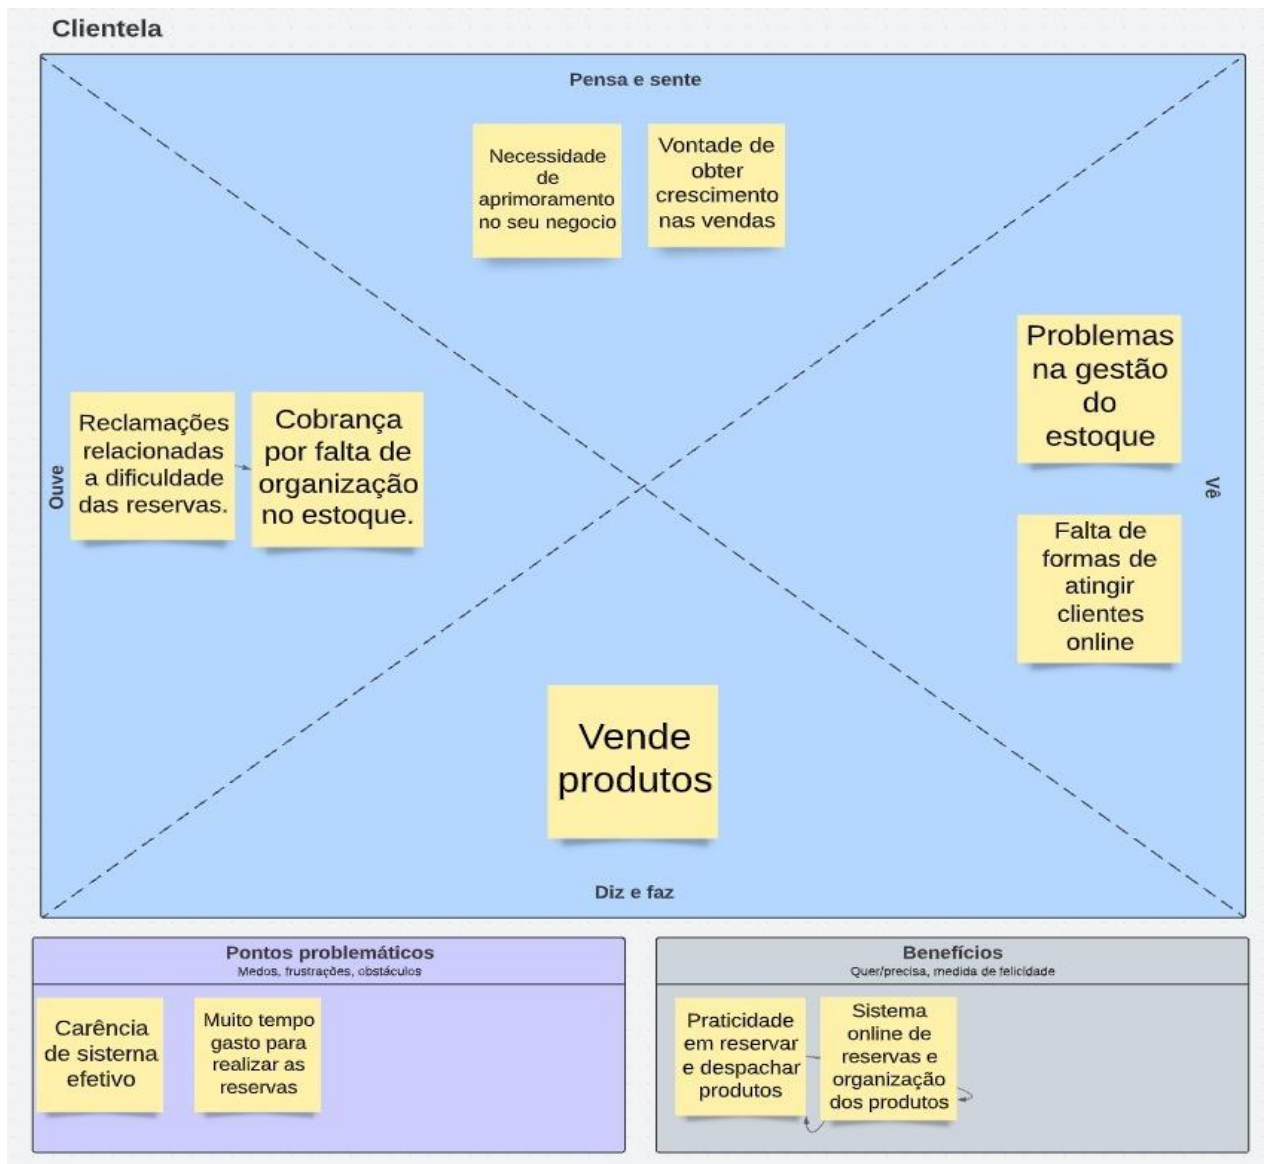 Clientela
Pensa e sente
Necessidade
de
aprimoramento
no seu negocio
Vontade de
obter
crescimento
nas vendas
Ouve
Reclamações
relacionadas
a dificuldade
das reservas.
Cobrança
por falta de
organização
no estoque.
Problemas
na gestão
do
estoque
Vê
Falta de
formas de
atingir
clientes
online
Vende
produtos
Diz e faz
Pontos problemáticos
Medos, frustrações, obstáculos
Carência
de sistema
efetivo
Muito tempo
gasto para
realizar as
reservas
Benefícios
Quer/precisa, medida de felicidade
Praticidade
em reservar
e despachar
produtos
Sistema
online de
reservas e
organização
dos produtos